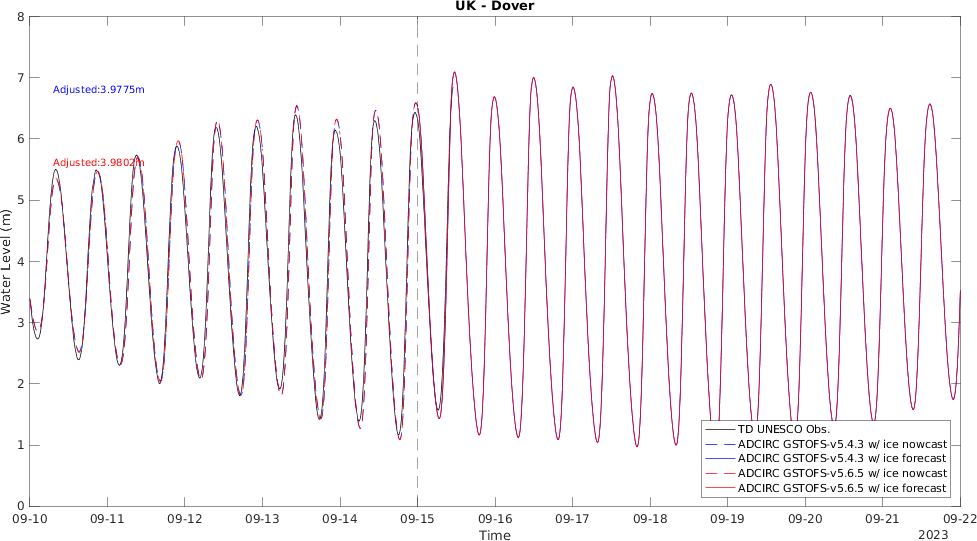 UK - Dover
8
7
6
5
4
3
2
1
0
Water Level (m)
Adjusted:3.9775m
Adjusted:3.9802m
TD UNESCO Obs.
ADCIRC GSTOFS-v5.4.3 w/ ice nowcast
ADCIRC GSTOFS-v5.4.3 w/ ice forecast
ADCIRC GSTOFS-v5.6.5 w/ ice nowcast
ADCIRC GSTOFS-v5.6.5 w/ ice forecast
09-10 09-11 09-12 09-13 09-14 09-15 09-16 09-17 09-18 09-19 09-20 09-21 09-22
Time
2023